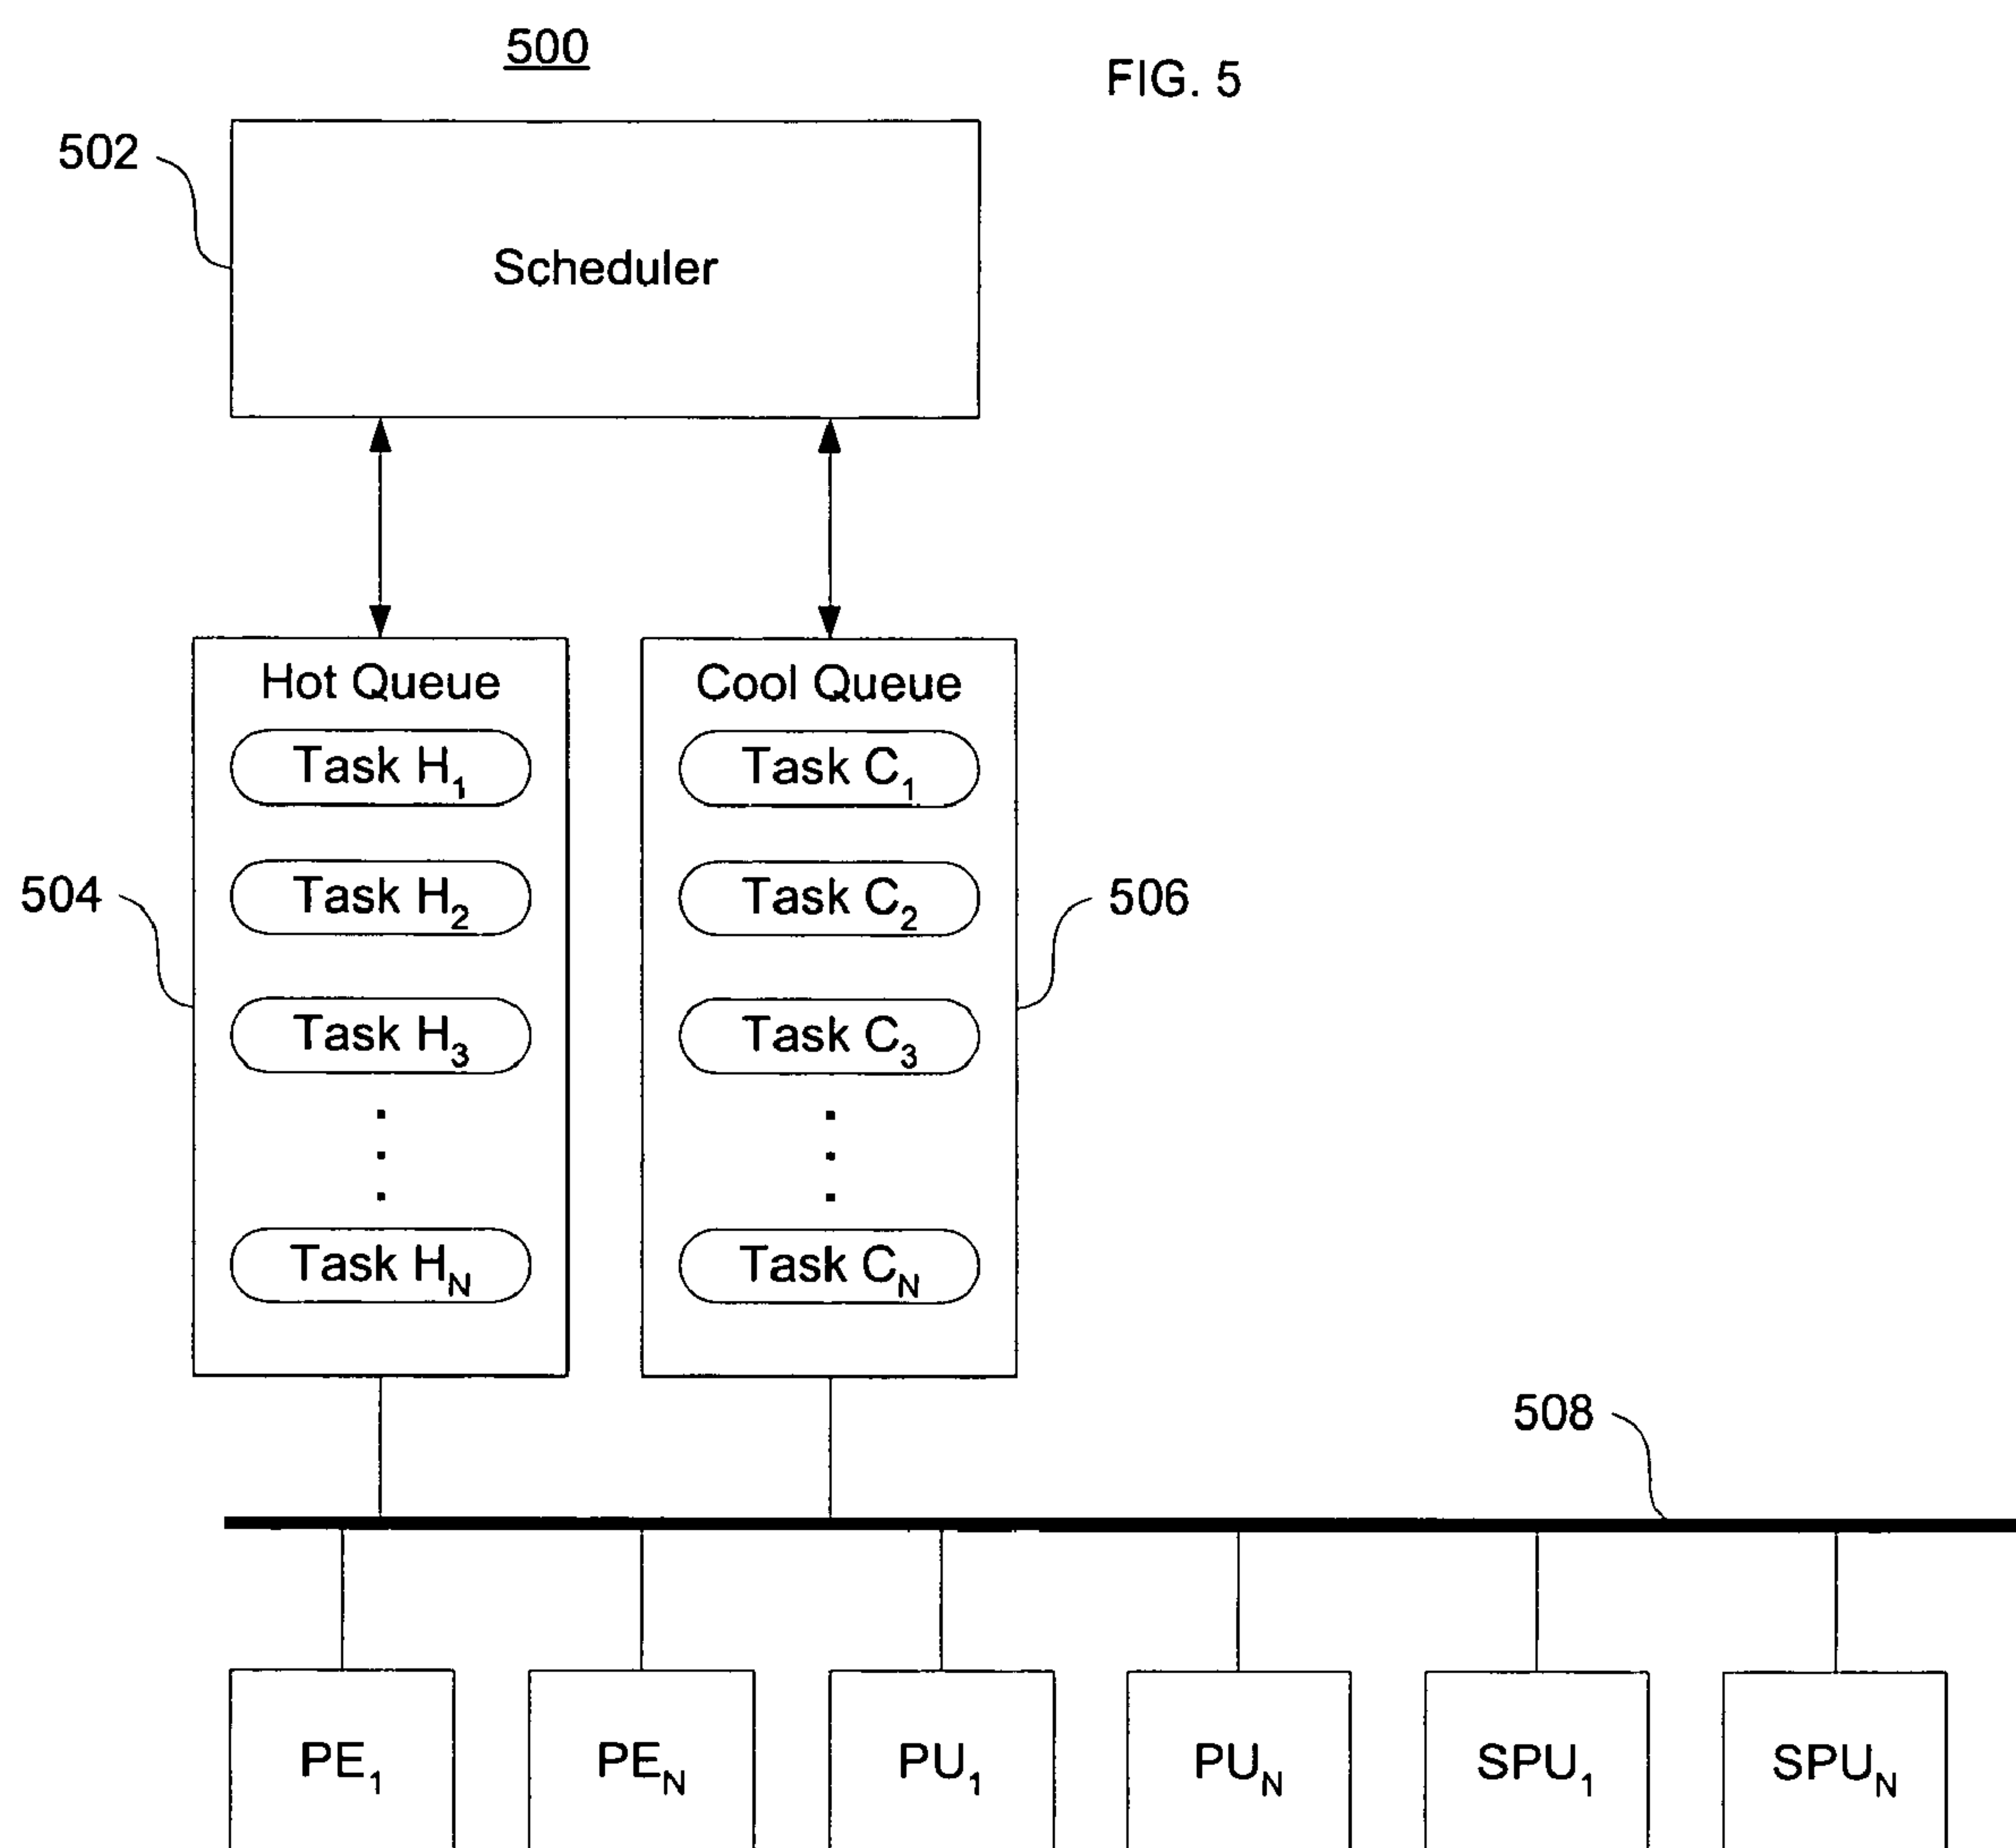 500
FIG. 5
502
Scheduler
Hot Queue
Cool Queue
Task H1
Task C1
Task H2
Task C2
504
506
Task H3
Task C3
Task HN
Task CN
508
PE1
PEN
PU1
PUN
SPU1
SPUN